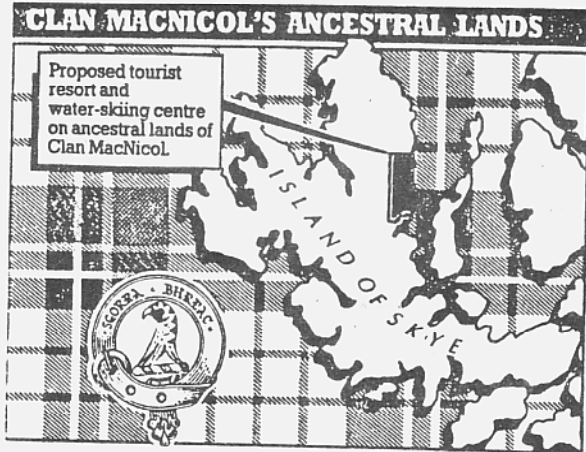 CLAN MACNICOL'S ANCESTRAL LANDS
Proposed tourist
resort and
water-skiing centre
on ancestral lands of
Clan MacNicol.
ISLAND OF SKYE
SGORRA • BHREAC •